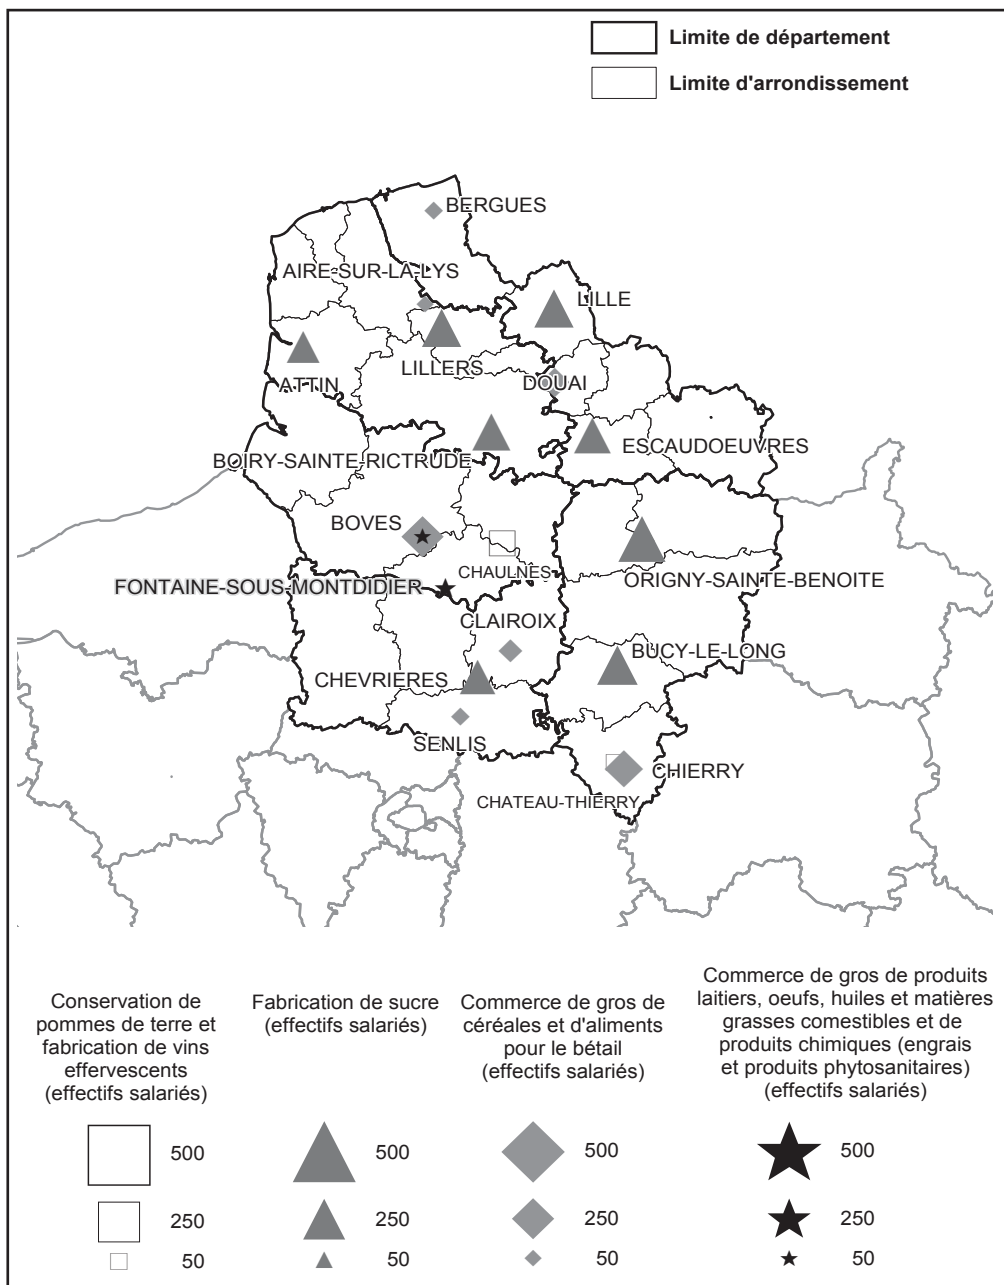 Limite de département
Limite d'arrondissement
BERGUES
AIRE-SUR-LA-LYS
LILLE
LILLERS
ATTIN
DOUAI
ESCAUDOEUVRES
BOIRY-SAINTE-RICTRUDE
BOVES
CHAULNES
ORIGNY-SAINTE-BENOITE
FONTAINE-SOUS-MONTDIDIER
CLAIROIX
BUCY-LE-LONG
CHEVRIERES
SENLIS
CHIERRY
CHATEAU-THIERRY
Conservation de
pommes de terre et
fabrication de vins
effervescents
(effectifs salariés)
500
250
50
Fabrication de sucre
(effectifs salariés)
500
250
50
Commerce de gros de
céréales et d'aliments
pour le bétail
(effectifs salariés)
500
250
50
Commerce de gros de produits
laitiers, oeufs, huiles et matières
grasses comestibles et de
produits chimiques (engrais
et produits phytosanitaires)
(effectifs salariés)
500
250
50